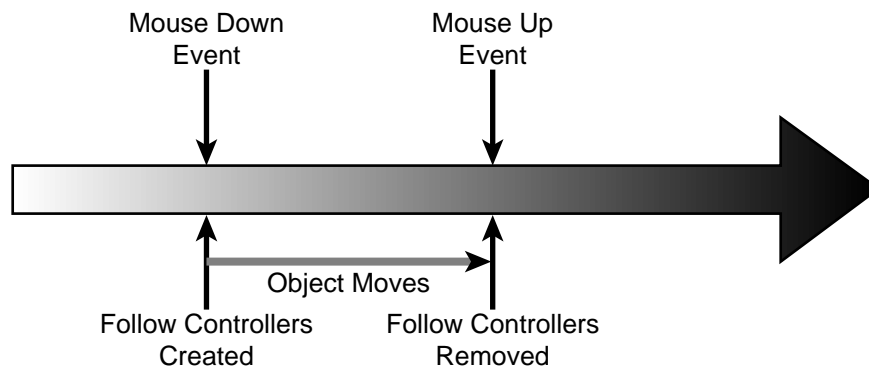 Mouse Down
Event
Mouse Up
Event
Object Moves
Follow Controllers
Created
Follow Controllers
Removed